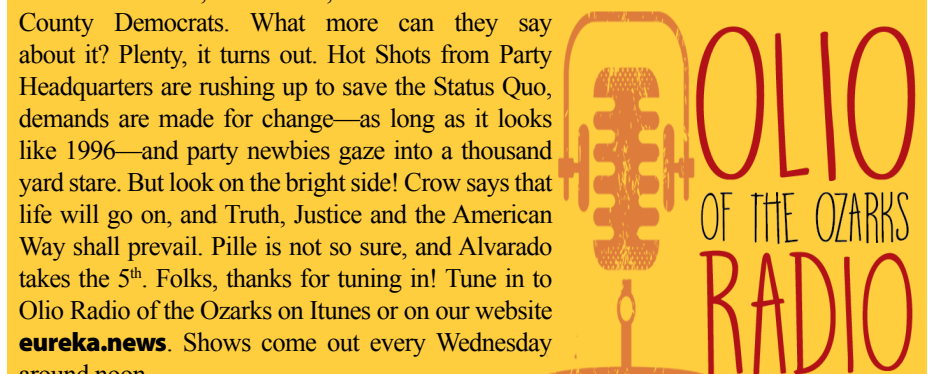 County Democrats. What more can they say
about it? Plenty, it turns out. Hot Shots from Party
Headquarters are rushing up to save the Status Quo,
demands are made for change—as long as it looks
like 1996—and party newbies gaze into a thousand
yard stare. But look on the bright side! Crow says that
life will go on, and Truth, Justice and the American
Way shall prevail. Pille is not so sure, and Alvarado
takes the 5th. Folks, thanks for tuning in! Tune in to
Olio Radio of the Ozarks on Itunes or on our website
eureka.news. Shows come out every Wednesday
around noon
OLIO
OF THE OZARKS
RADIO